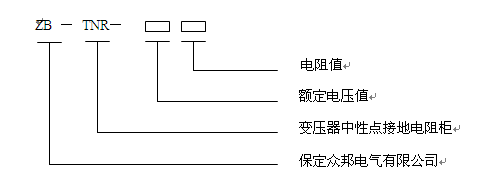 ZB — TNR — □ □
电阻值
额定电压值
变压器中性点接地电阻柜
保定众邦电气有限公司